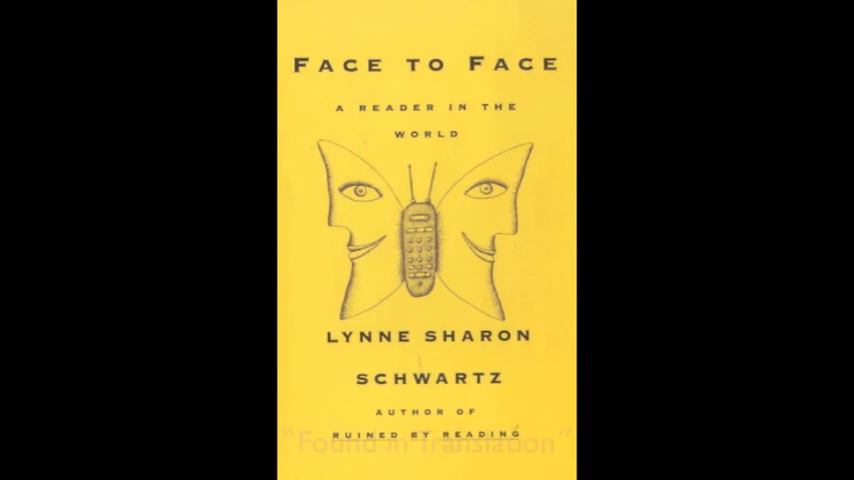 FACE TO FACE
A READER IN THE
WORLD
LYNNE SHARON
SCHWARTZ
AUTHOR OF
RUINED BY READING
"Found in Translation"